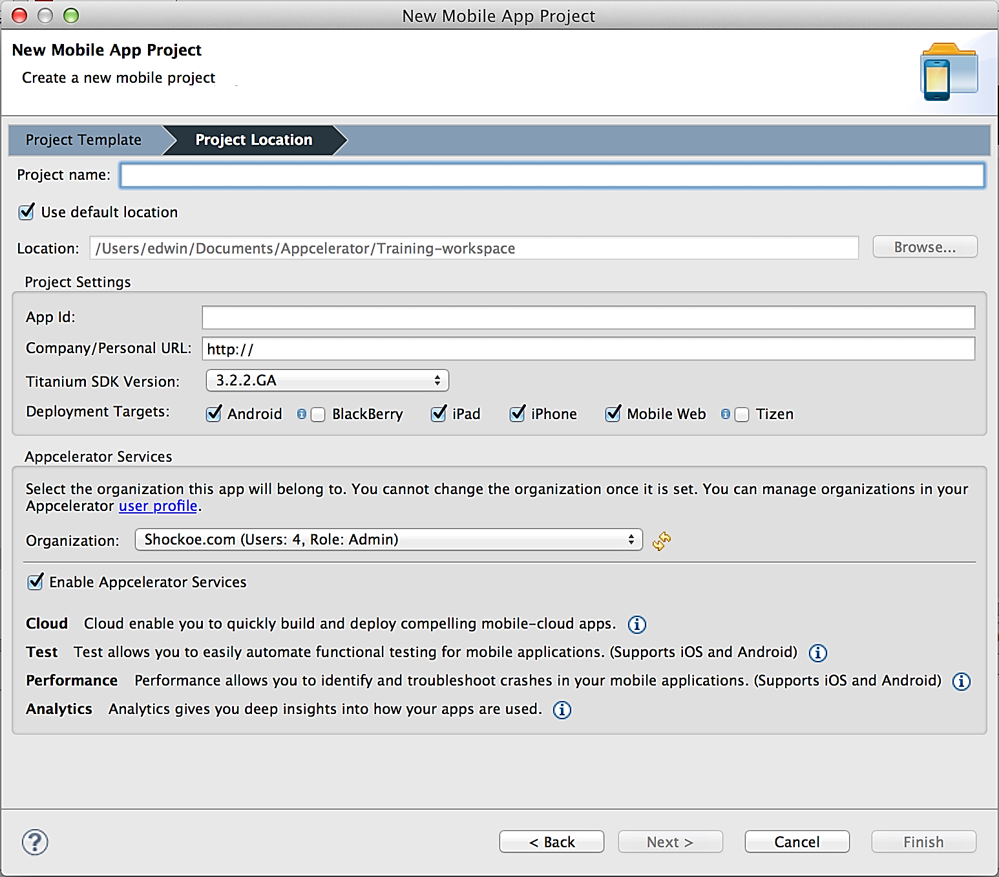 New Mobile App Project
New Mobile App Project
Create a new mobile project
Project Template Project Location
Project name:
Use default location
Location: /Users/edwin/Documents/Appcelerator/Training-workspace Browse...
Project Settings
App Id:
Company/Personal URL: http://
Titanium SDK Version: 3.2.2.GA
Deployment Targets: Android BlackBerry iPad iPhone Mobile Web Tizen
Appcelerator Services
Select the organization this app will belong to. You cannot change the organization once it is set. You can manage organizations in your
Appcelerator user profile.
Organization: Shockoe.com (Users: 4, Role: Admin)
Enable Appcelerator Services
Cloud Cloud enable you to quickly build and deploy compelling mobile-cloud apps.
Test Test allows you to easily automate functional testing for mobile applications. (Supports iOS and Android)
Performance Performance allows you to identify and troubleshoot crashes in your mobile applications. (Supports iOS and Android)
Analytics Analytics gives you deep insights into how your apps are used.
? < Back Next > Cancel Finish